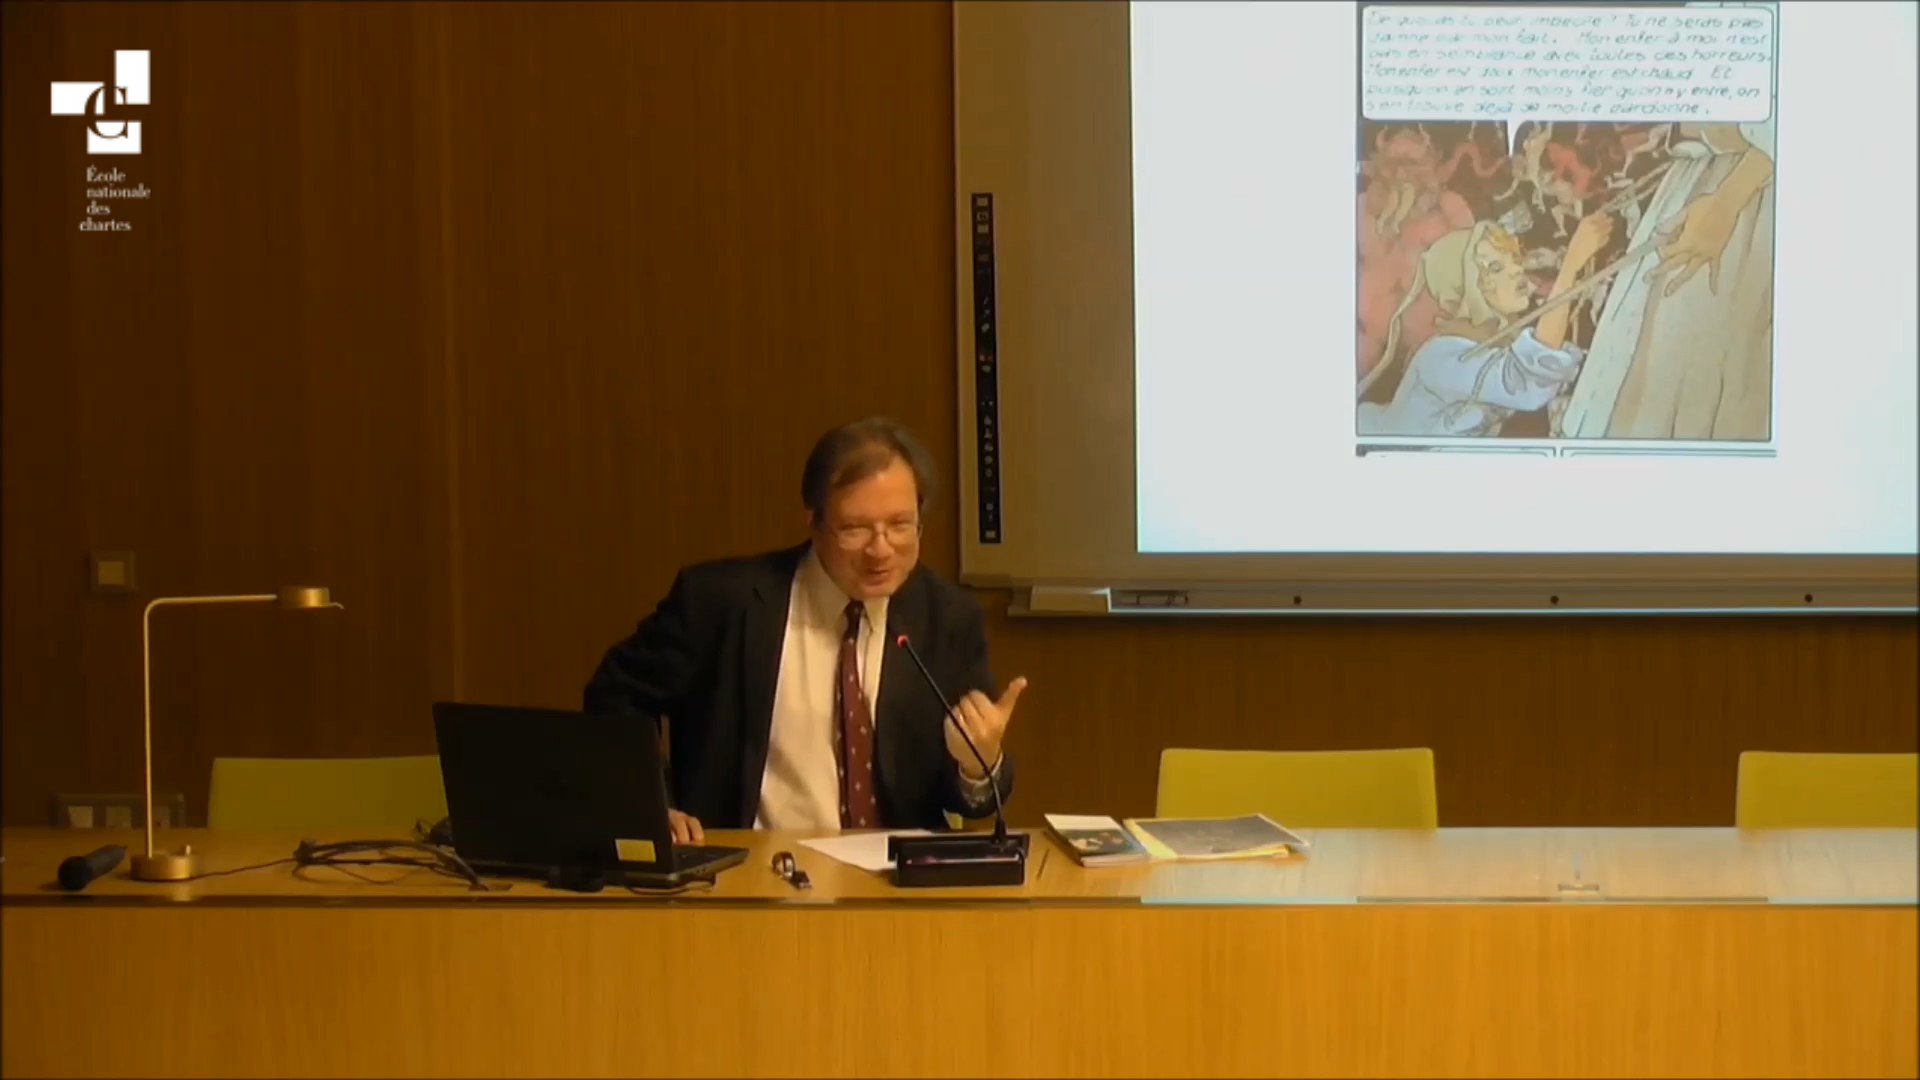 École
nationale
des
chartes
De quoi as tu peur imbecile ? Tu ne seras pas
damné par mon fait. Mon enfer à moi n'est
pas en semblance avec toutes ces horreurs.
Mon enfer est doux mon enfer est chaud Et
puisqu'on en sort moins fier qu'on n'y entre, on
s'en trouve déjà à moitié pardonné.